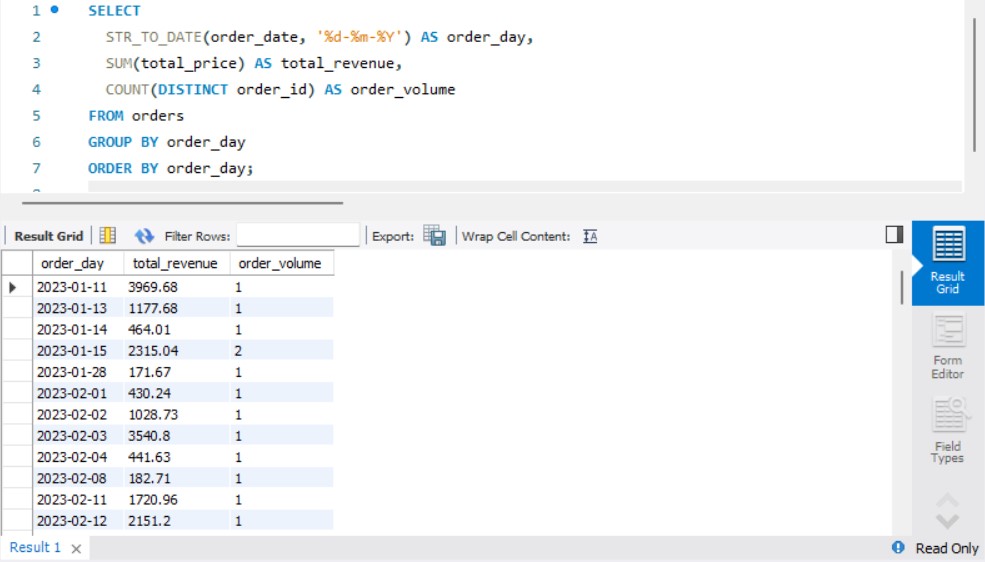 1 SELECT
2 STR_TO_DATE(order_date, '%d-%m-%Y') AS order_day,
3 SUM(total_price) AS total_revenue,
4 COUNT(DISTINCT order_id) AS order_volume
5 FROM orders
6 GROUP BY order_day
7 ORDER BY order_day;
Result Grid Filter Rows: Export: Wrap Cell Content: IA
order_day total_revenue order_volume
2023-01-11 3969.68 1
2023-01-13 1177.68 1
2023-01-14 464.01 1
2023-01-15 2315.04 2
2023-01-28 171.67 1
2023-02-01 430.24 1
2023-02-02 1028.73 1
2023-02-03 3540.8 1
2023-02-04 441.63 1
2023-02-08 182.71 1
2023-02-11 1720.96 1
2023-02-12 2151.2 1
Result
Grid
Form
Editor
Field
Types
Result 1
Read Only